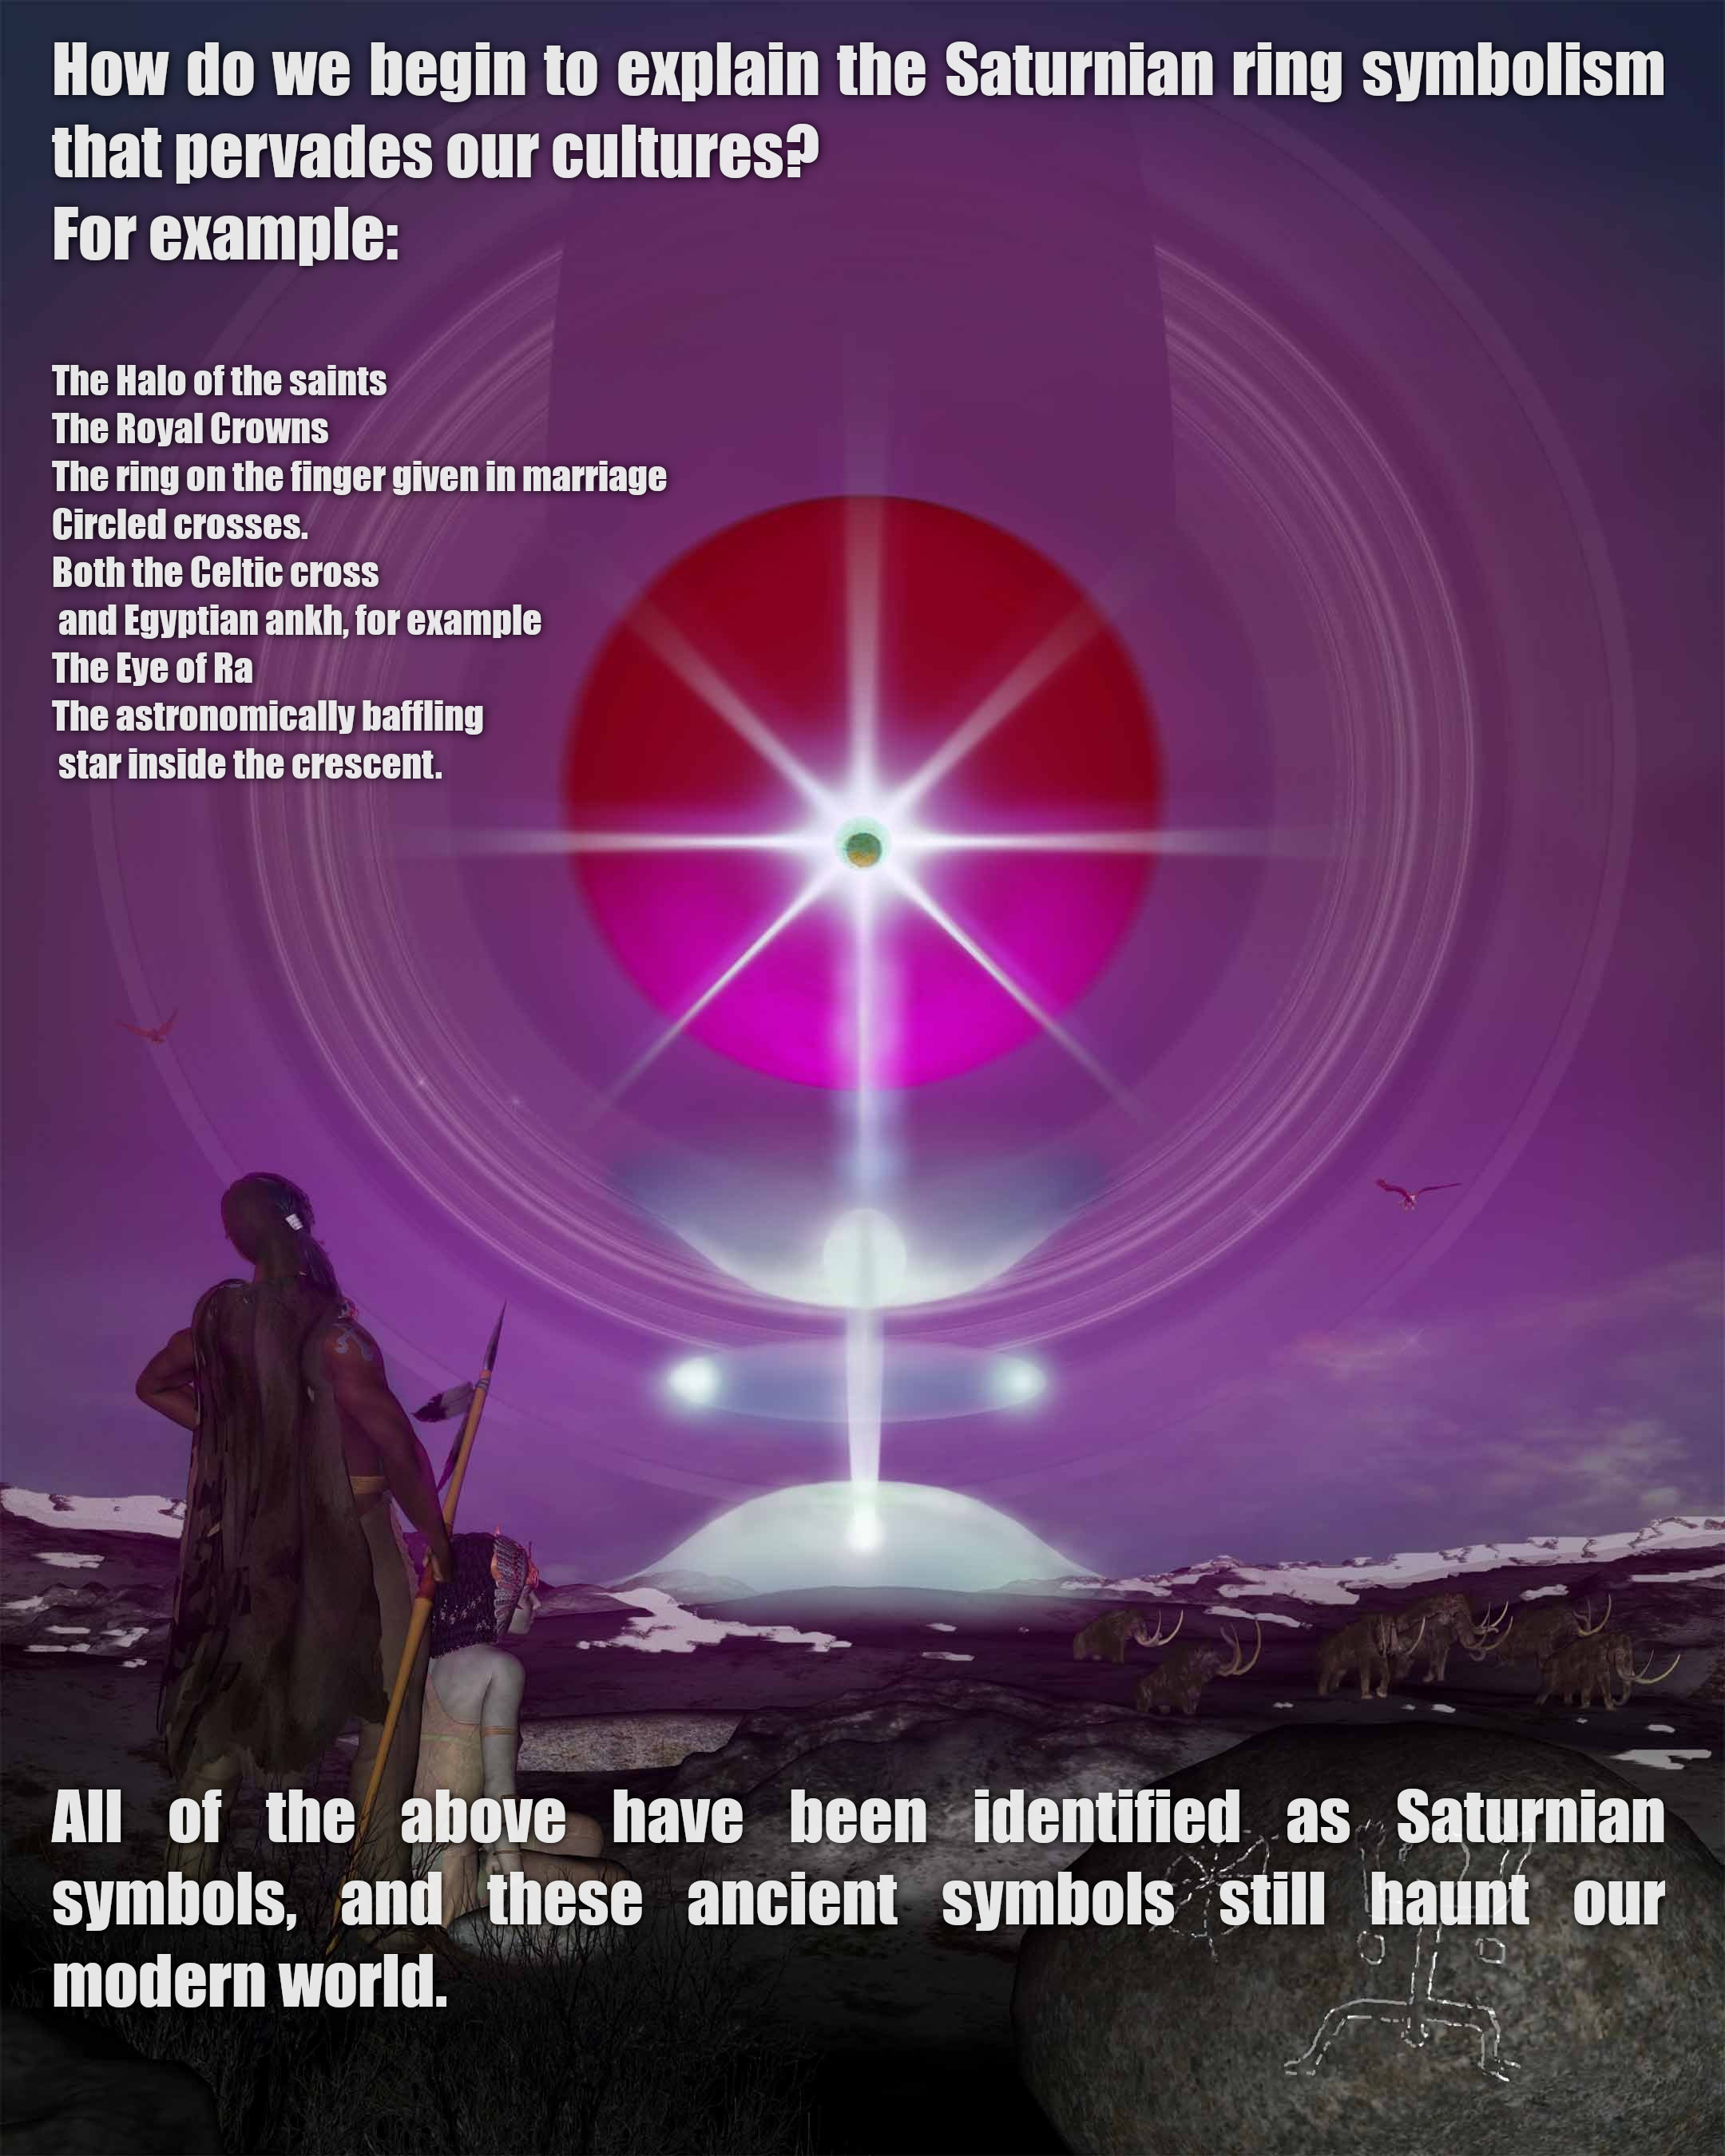 How do we begin to explain the Saturnian ring symbolism
that pervades our cultures?
For example:
The Halo of the saints
The Royal Crowns
The ring on the finger given in marriage
Circled crosses.
Both the Celtic cross
and Egyptian ankh, for example
The Eye of Ra
The astronomically baffling
star inside the crescent.
All of the above have been identified as Saturnian
symbols, and these ancient symbols still haunt our
modern world.